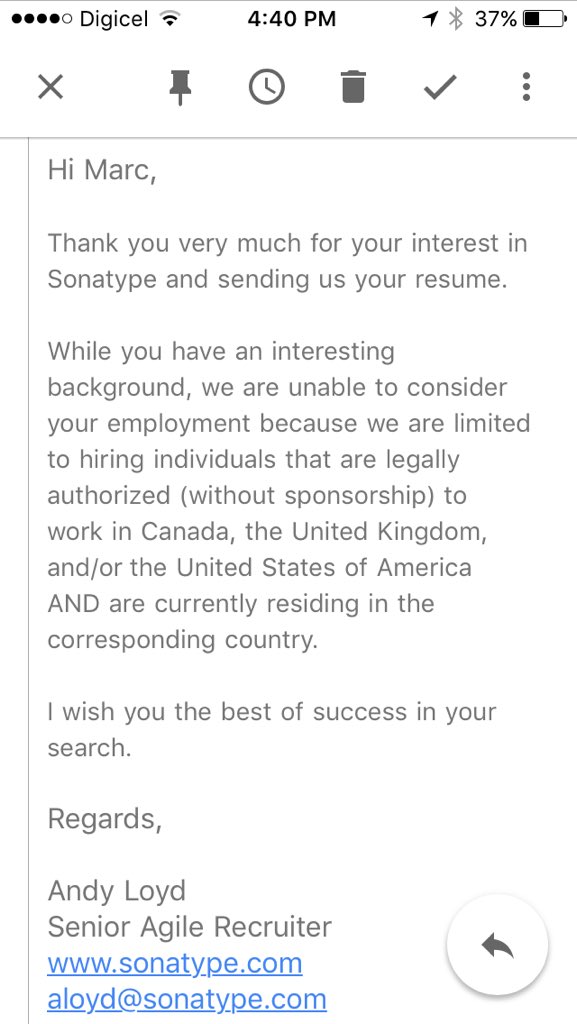 Digicel 4:40 PM 37%
Hi Marc,
Thank you very much for your interest in
Sonatype and sending us your resume.
While you have an interesting
background, we are unable to consider
your employment because we are limited
to hiring individuals that are legally
authorized (without sponsorship) to
work in Canada, the United Kingdom,
and/or the United States of America
AND are currently residing in the
corresponding country.
I wish you the best of success in your
search.
Regards,
Andy Loyd
Senior Agile Recruiter
www.sonatype.com
aloyd@sonatype.com